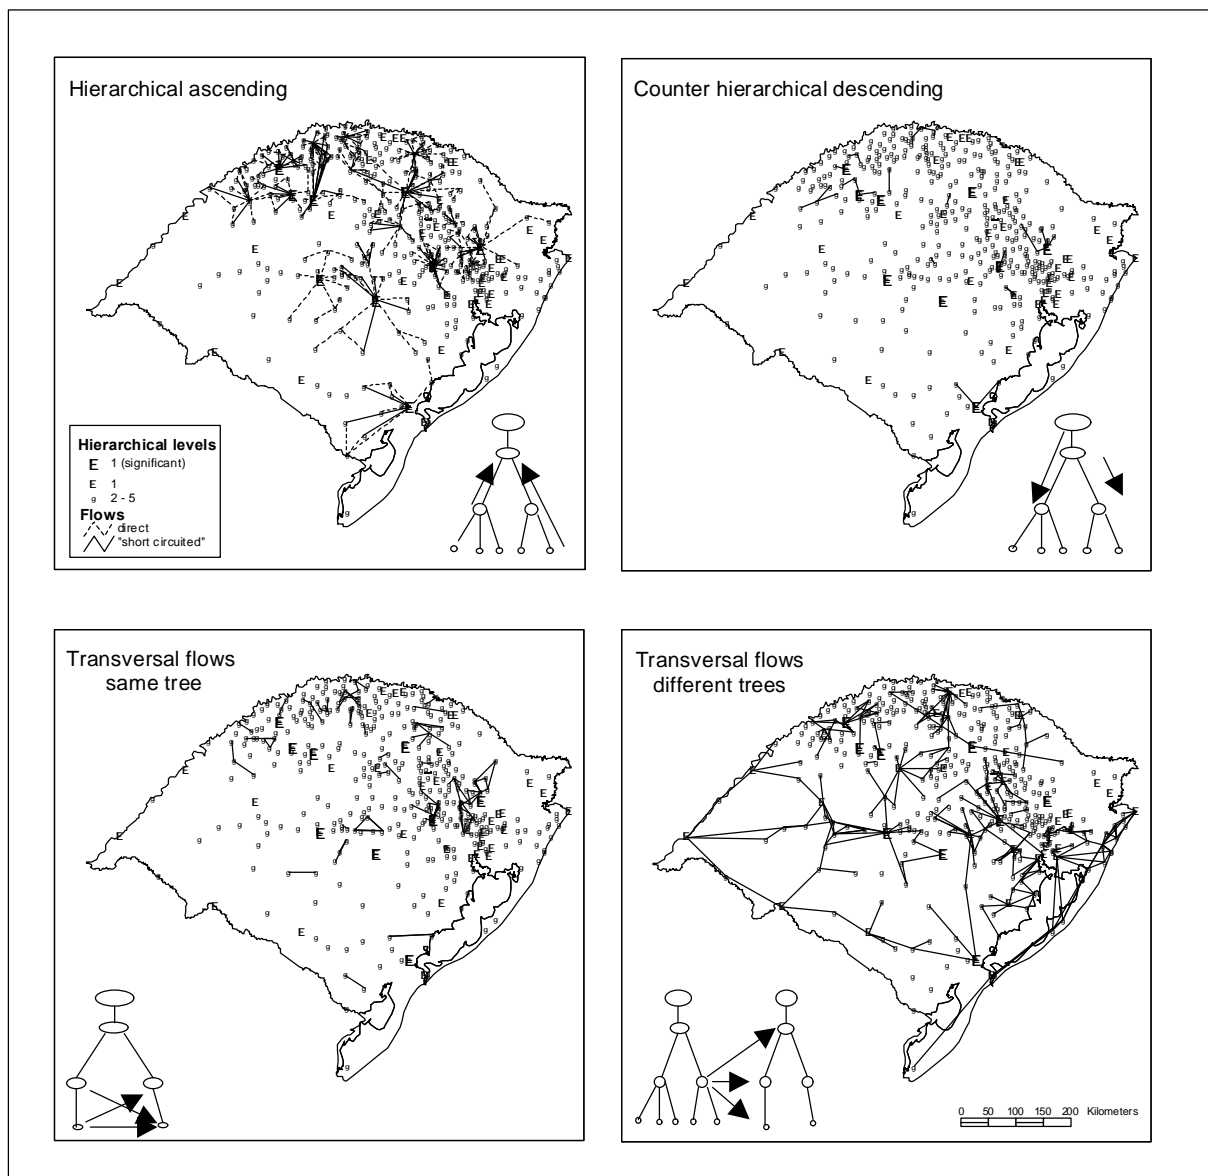 Hierarchical ascending
Counter hierarchical descending
Hierarchical levels
E 1 (significant)
E 1
g 2 - 5
Flows
direct
"short circuited"
Transversal flows
same tree
Transversal flows
different trees
0 50 100 150 200 Kilometers